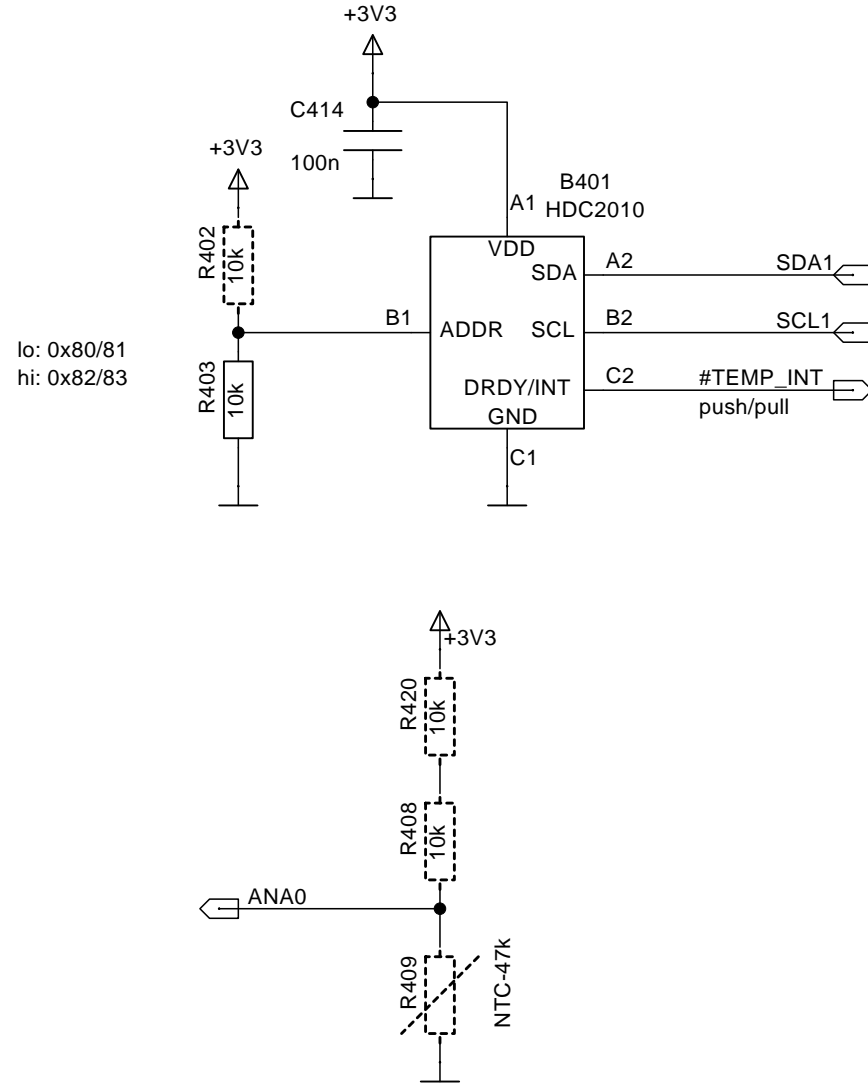 +3V3
C414
100n
+3V3
B401
HDC2010
A1
VDD
R402
10k
SDA
A2
SDA1
B1
ADDR
SCL
B2
SCL1
lo: 0x80/81
hi: 0x82/83
R403
10k
DRDY/INT
C2
#TEMP_INT
push/pull
GND
C1
+3V3
R420
10k
R408
10k
ANA0
R409
NTC-47k